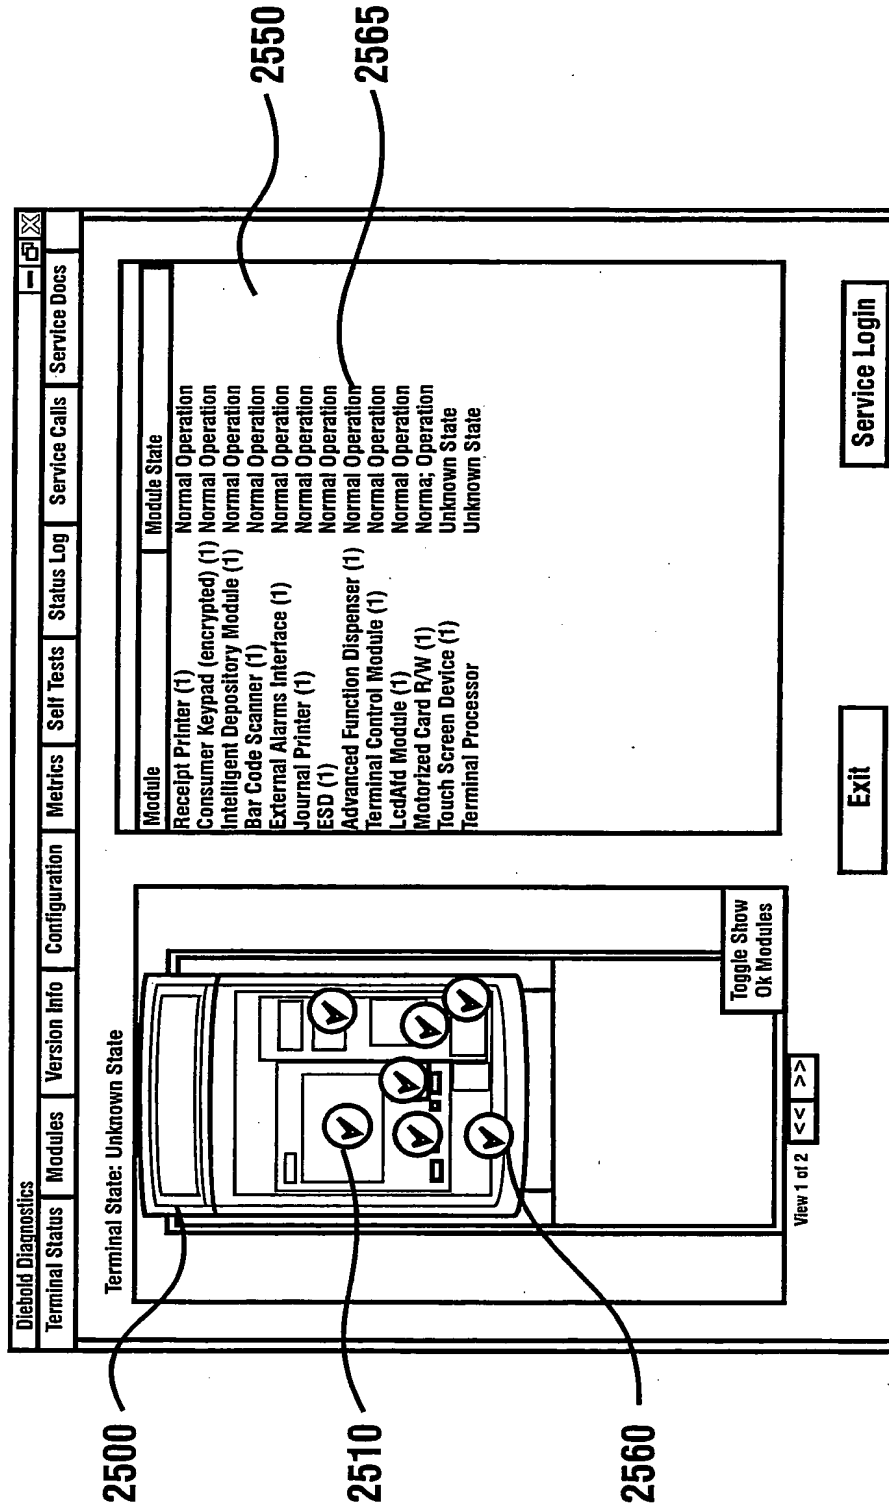 Diebold Diagnostics
Terminal Status Modules Version Info Configuration Metrics Self Tests Status Log Service Calls Service Docs
Terminal State: Unknown State
Module Module State
Receipt Printer (1) Normal Operation
Consumer Keypad (encrypted) (1) Normal Operation
Intelligent Depository Module (1) Normal Operation
Bar Code Scanner (1) Normal Operation
External Alarms Interface (1) Normal Operation
Journal Printer (1) Normal Operation
ESD (1) Normal Operation
Advanced Function Dispenser (1) Normal Operation
Terminal Control Module (1) Normal Operation
LcdAfd Module (1) Normal Operation
Motorized Card R/W (1) Norma; Operation
Touch Screen Device (1) Unknown State
Terminal Processor Unknown State
Toggle Show
Ok Modules
View 1 of 2 << >>
Exit
Service Login
2500
2510
2560
2550
2565